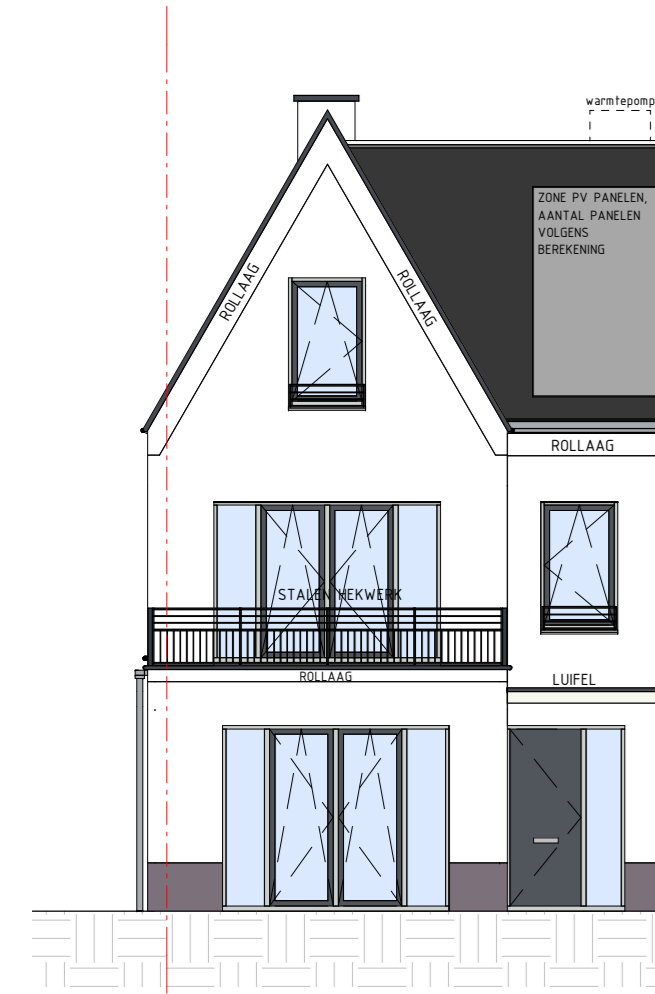 warmtepomp
ZONE PV PANELEN,
AANTAL PANELEN
VOLGENS
BEREKENING
ROLLAAG
ROLLAAG
ROLLAAG
STALEN HEKWERK
ROLLAAG
LUIFEL